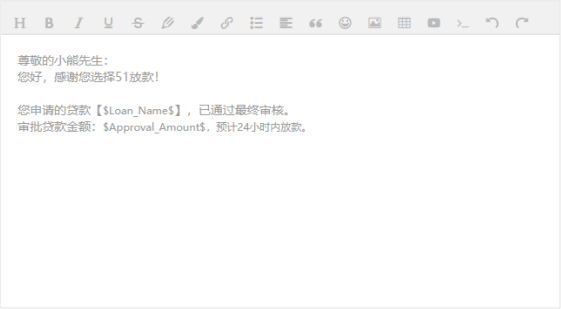 尊敬的小熊先生：
您好，感谢您选择51放款！
您申请的贷款【$Loan_Name$】，已通过最终审核。
审批贷款金额：$Approval_Amount$，预计24小时内放款。